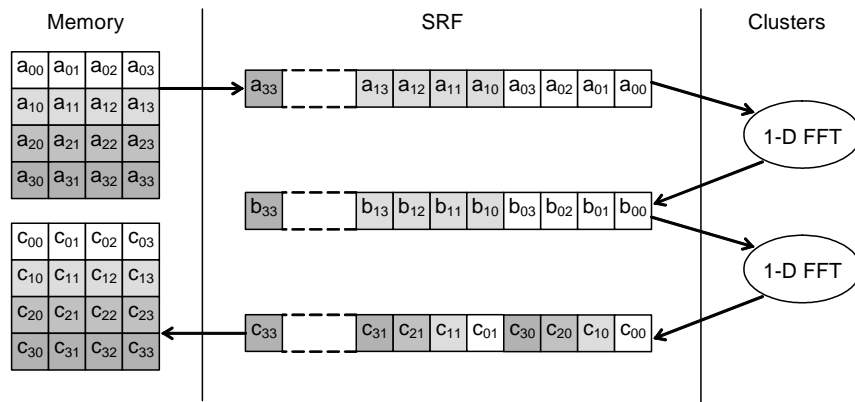 Memory SRF Clusters
a₀₀ a₀₁ a₀₂ a₀₃
a₁₀ a₁₁ a₁₂ a₁₃
a₂₀ a₂₁ a₂₂ a₂₃
a₃₀ a₃₁ a₃₂ a₃₃
a₃₃ a₁₃ a₁₂ a₁₁ a₁₀ a₀₃ a₀₂ a₀₁ a₀₀
1-D FFT
b₃₃ b₁₃ b₁₂ b₁₁ b₁₀ b₀₃ b₀₂ b₀₁ b₀₀
c₀₀ c₀₁ c₀₂ c₀₃
c₁₀ c₁₁ c₁₂ c₁₃
c₂₀ c₂₁ c₂₂ c₂₃
c₃₀ c₃₁ c₃₂ c₃₃
1-D FFT
c₃₃ c₃₁ c₂₁ c₁₁ c₀₁ c₃₀ c₂₀ c₁₀ c₀₀